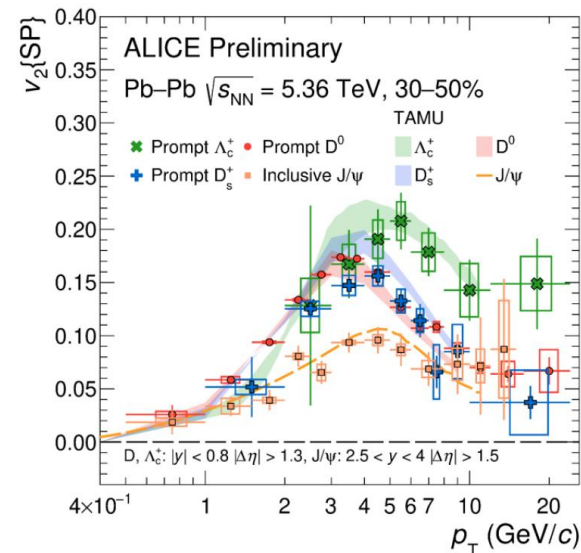 ALICE Preliminary
Pb–Pb √sNN = 5.36 TeV, 30–50%
TAMU
Prompt Λc+ Prompt D0 Λc+ D0
Prompt Ds+ Inclusive J/ψ Ds+ J/ψ
v2{SP}
0.40
0.35
0.30
0.25
0.20
0.15
0.10
0.05
0.00
D, Λc+: |y| < 0.8 |Δη| > 1.3, J/ψ: 2.5 < y < 4 |Δη| > 1.5
4×10−1 1 2 3 4 5 6 7 10 20
pT (GeV/c)